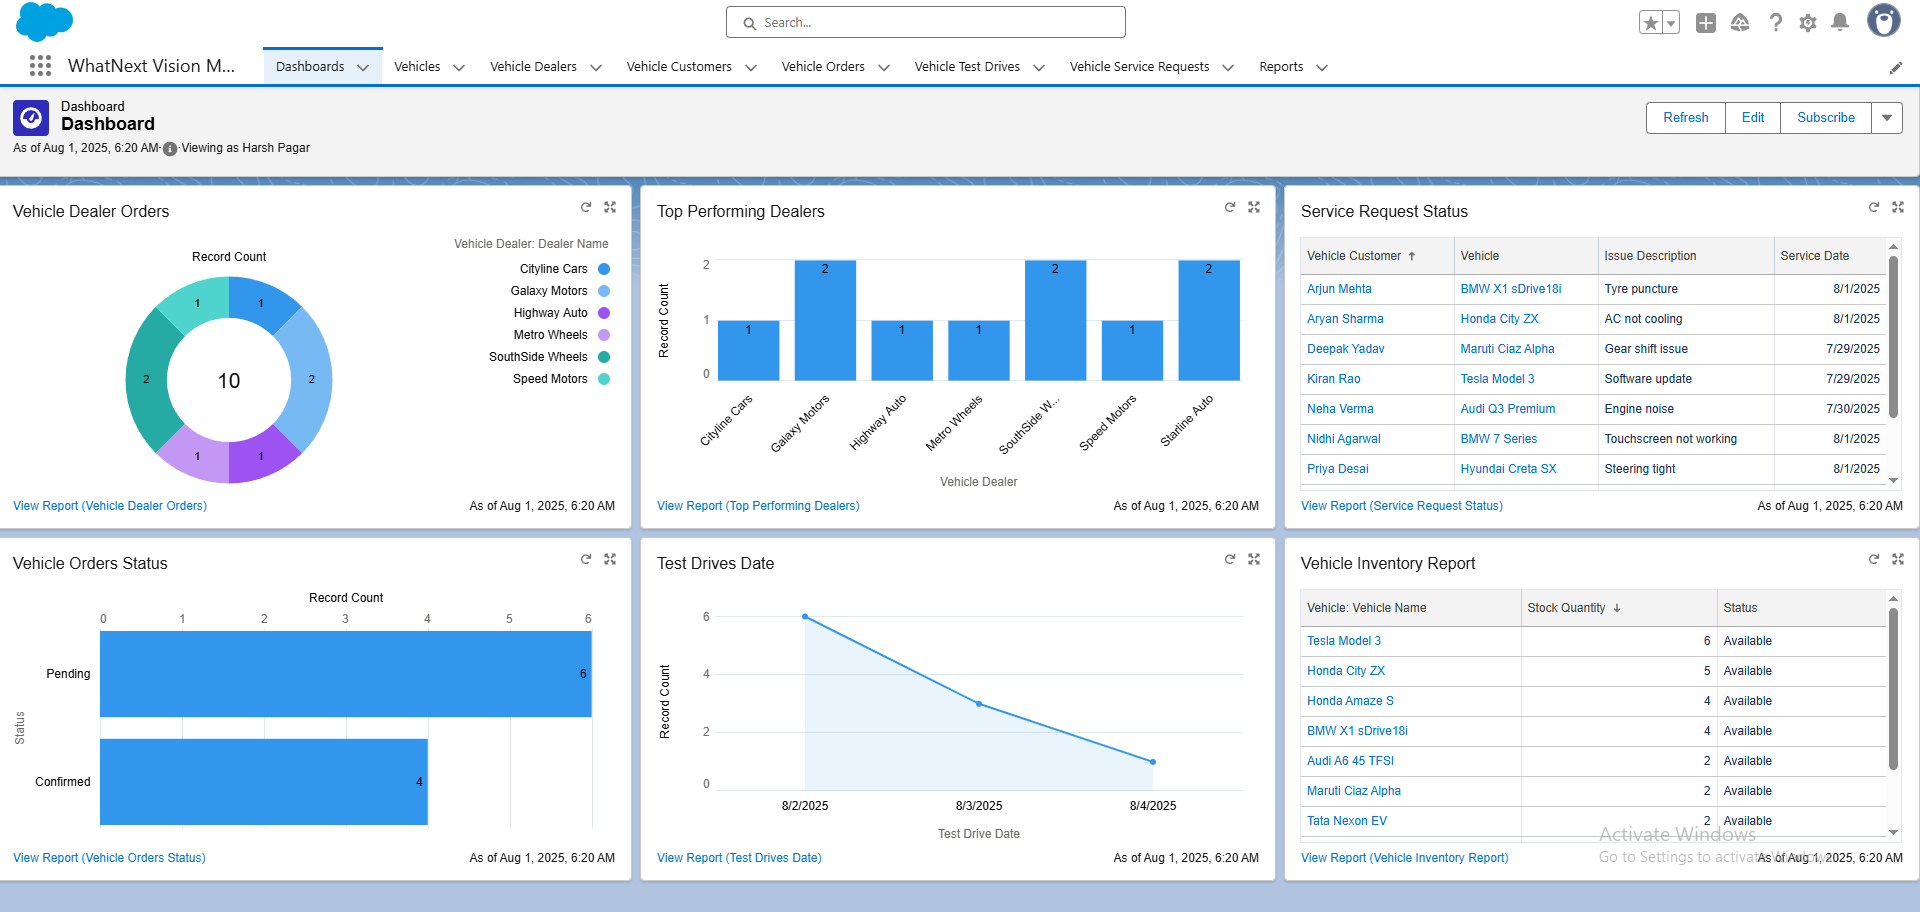 Search...
WhatNext Vision M...
Dashboards
Vehicles
Vehicle Dealers
Vehicle Customers
Vehicle Orders
Vehicle Test Drives
Vehicle Service Requests
Reports
Dashboard
Dashboard
As of Aug 1, 2025, 6:20 AM·Viewing as Harsh Pagar
Refresh
Edit
Subscribe
Vehicle Dealer Orders
Record Count
Vehicle Dealer: Dealer Name
Cityline Cars
Galaxy Motors
Highway Auto
Metro Wheels
SouthSide Wheels
Speed Motors
1
1
2
2
1
1
10
View Report (Vehicle Dealer Orders)
As of Aug 1, 2025, 6:20 AM
Top Performing Dealers
Record Count
2
1
0
1
2
1
1
2
1
2
Cityline Cars
Galaxy Motors
Highway Auto
Metro Wheels
SouthSide W...
Speed Motors
Starline Auto
Vehicle Dealer
View Report (Top Performing Dealers)
As of Aug 1, 2025, 6:20 AM
Service Request Status
Vehicle Customer ↑ Vehicle Issue Description Service Date
Arjun Mehta BMW X1 sDrive18i Tyre puncture 8/1/2025
Aryan Sharma Honda City ZX AC not cooling 8/1/2025
Deepak Yadav Maruti Ciaz Alpha Gear shift issue 7/29/2025
Kiran Rao Tesla Model 3 Software update 7/29/2025
Neha Verma Audi Q3 Premium Engine noise 7/30/2025
Nidhi Agarwal BMW 7 Series Touchscreen not working 8/1/2025
Priya Desai Hyundai Creta SX Steering tight 8/1/2025
View Report (Service Request Status)
As of Aug 1, 2025, 6:20 AM
Vehicle Orders Status
Record Count
0 1 2 3 4 5 6
Status
Pending
6
Confirmed
4
View Report (Vehicle Orders Status)
As of Aug 1, 2025, 6:20 AM
Test Drives Date
Record Count
6
4
2
0
8/2/2025 8/3/2025 8/4/2025
Test Drive Date
View Report (Test Drives Date)
As of Aug 1, 2025, 6:20 AM
Vehicle Inventory Report
Vehicle: Vehicle Name Stock Quantity ↓ Status
Tesla Model 3 6 Available
Honda City ZX 5 Available
Honda Amaze S 4 Available
BMW X1 sDrive18i 4 Available
Audi A6 45 TFSI 2 Available
Maruti Ciaz Alpha 2 Available
Tata Nexon EV 2 Available
View Report (Vehicle Inventory Report)
As of Aug 1, 2025, 6:20 AM
Activate Windows
Go to Settings to activate Windows.